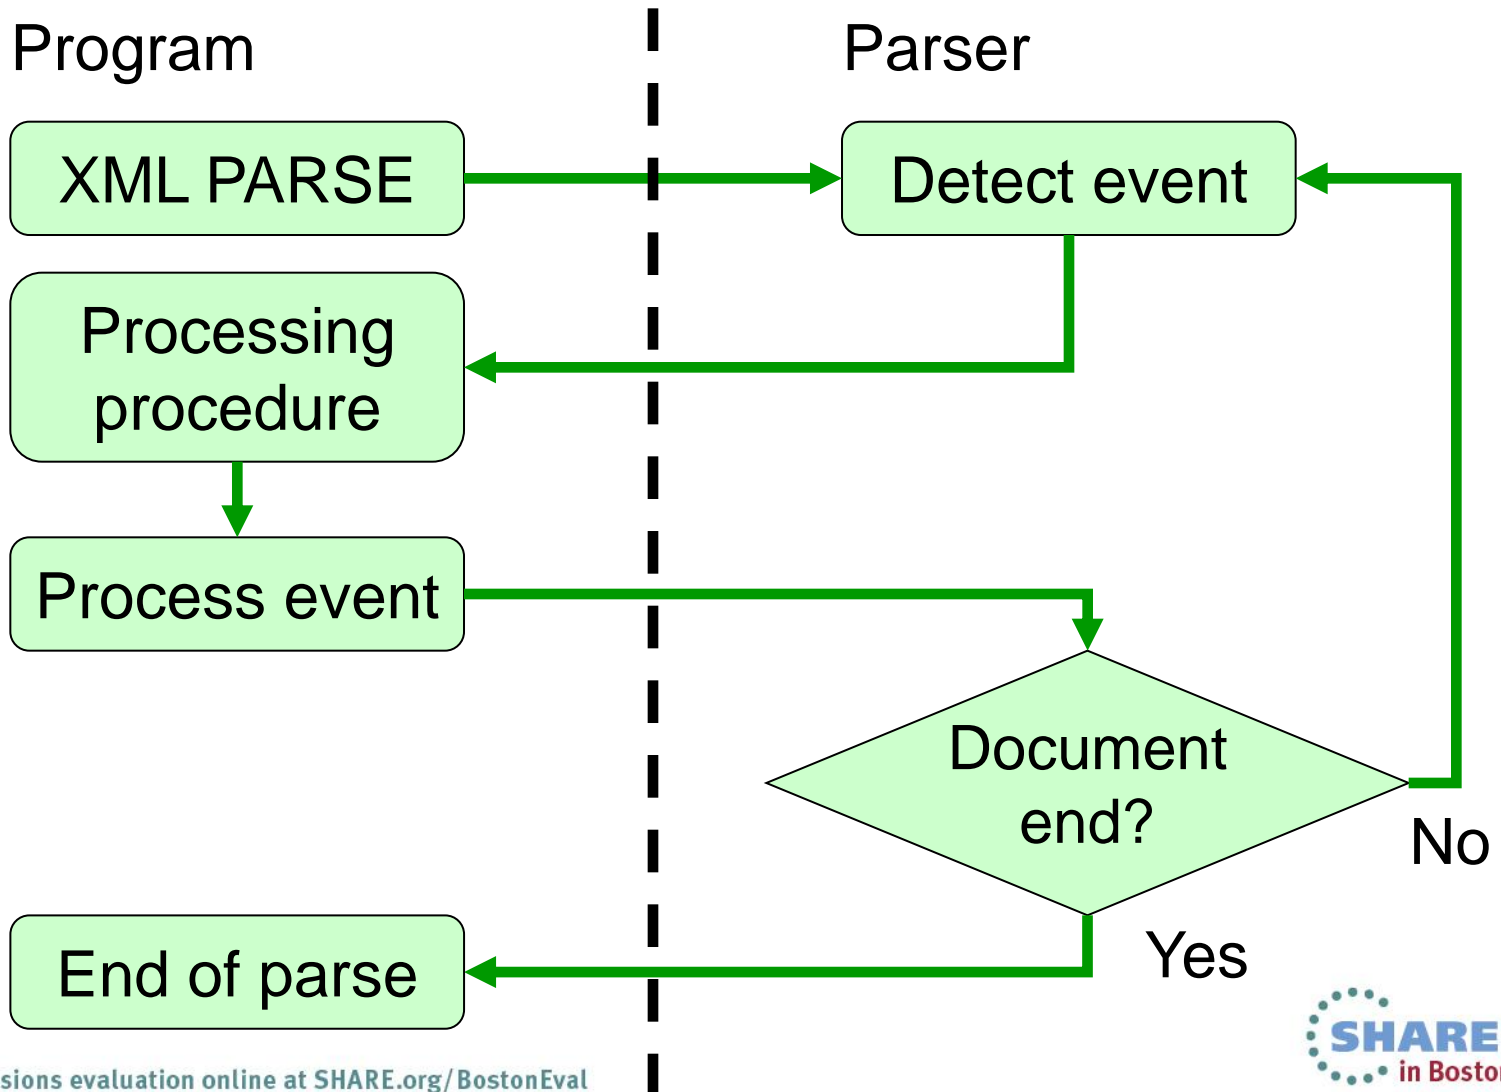 Program
Parser
XML PARSE
Detect event
Processing
procedure
Process event
Document
end?
No
Yes
End of parse
SHARE
in Boston
sions evaluation online at SHARE.org/BostonEval